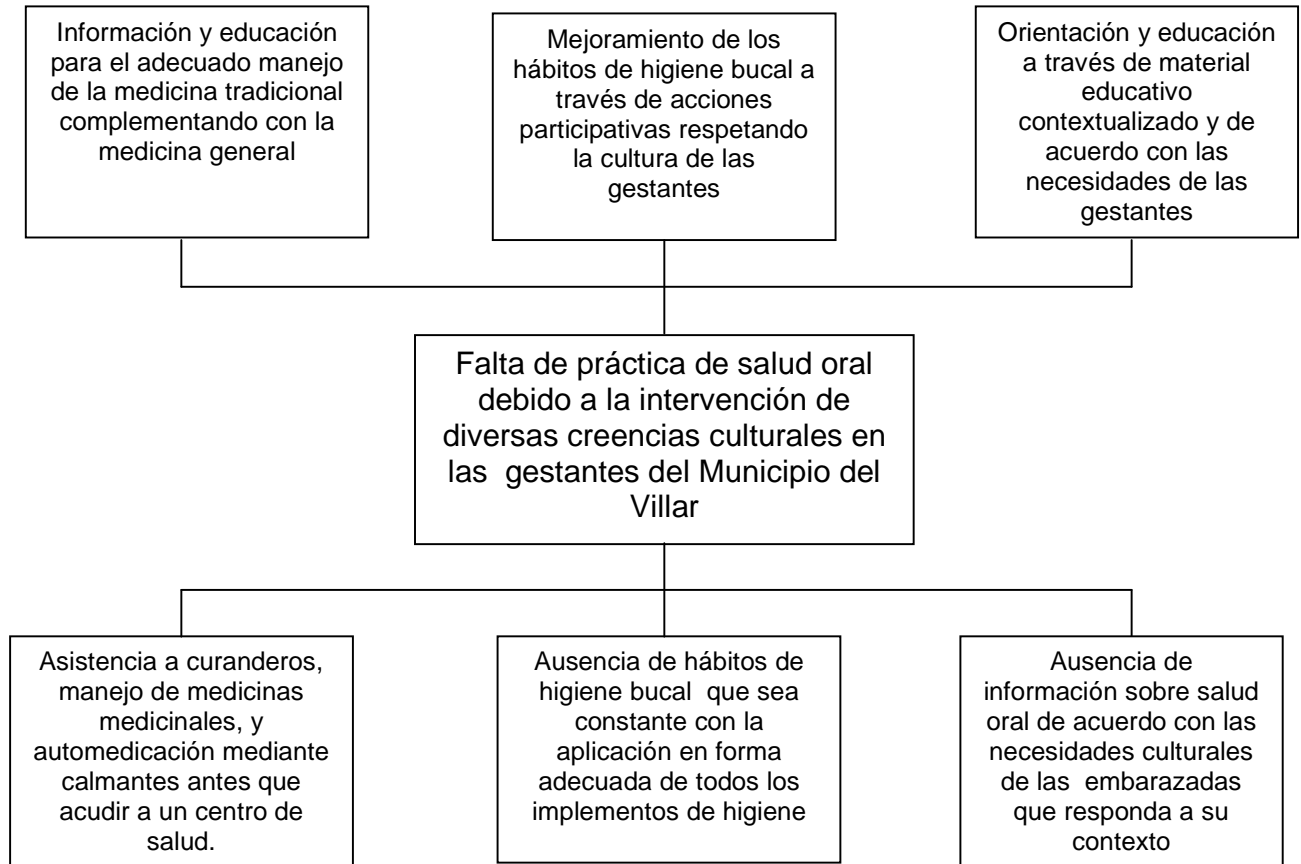 Información y educación
para el adecuado manejo
de la medicina tradicional
complementando con la
medicina general
Mejoramiento de los
hábitos de higiene bucal a
través de acciones
participativas respetando
la cultura de las
gestantes
Orientación y educación
a través de material
educativo
contextualizado y de
acuerdo con las
necesidades de las
gestantes
Falta de práctica de salud oral
debido a la intervención de
diversas creencias culturales en
las gestantes del Municipio del
Villar
Asistencia a curanderos,
manejo de medicinas
medicinales, y
automedicación mediante
calmantes antes que
acudir a un centro de
salud.
Ausencia de hábitos de
higiene bucal que sea
constante con la
aplicación en forma
adecuada de todos los
implementos de higiene
Ausencia de
información sobre salud
oral de acuerdo con las
necesidades culturales
de las embarazadas
que responda a su
contexto